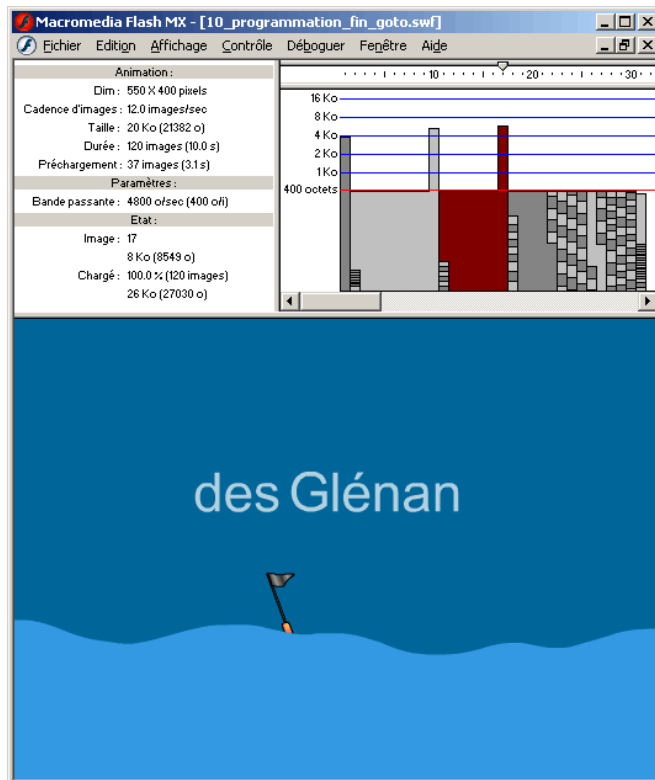 Macromedia Flash MX - [10_programmation_fin_goto.swf]
Fichier Edition Affichage Contrôle Déboguer Fenêtre Aide
Animation :
Dim : 550 X 400 pixels
Cadence d'images : 12.0 images/sec
Taille : 20 Ko (21382 o)
Durée : 120 images (10.0 s)
Préchargement : 37 images (3.1 s)
Paramètres :
Bande passante : 4800 o/sec (400 o/i)
Etat :
Image : 17
8 Ko (8549 o)
Chargé : 100.0 % (120 images)
26 Ko (27030 o)
10 20 30
16 Ko
8 Ko
4 Ko
2 Ko
1 Ko
400 octets
des Glénan